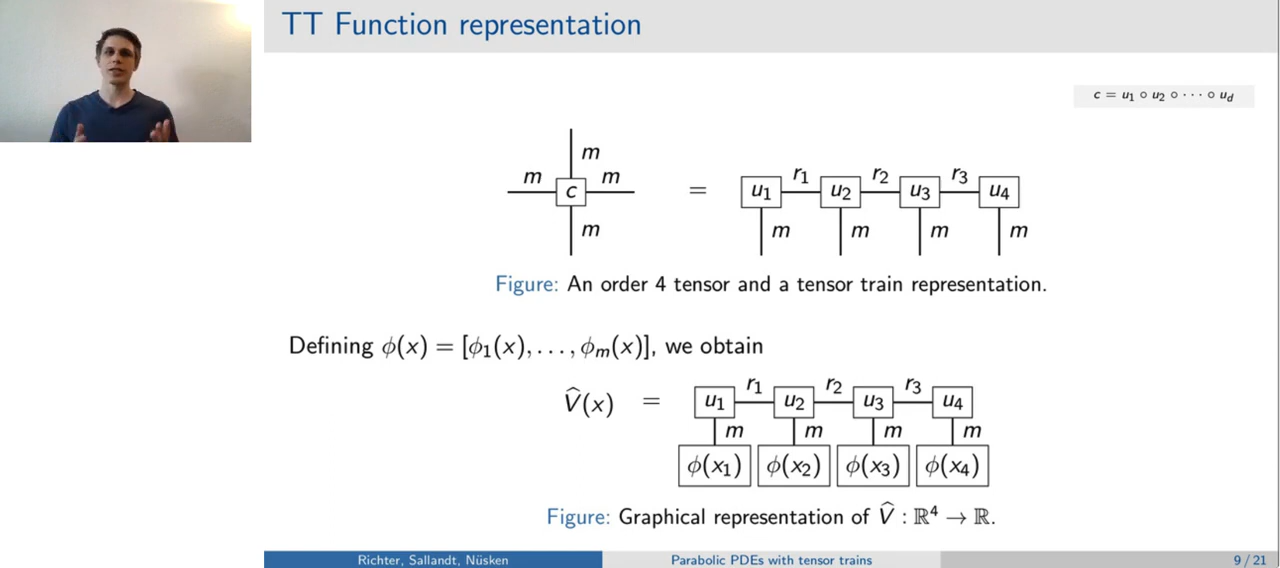 TT Function representation
c = u₁ ∘ u₂ ∘ ⋯ ∘ u_d
m
m m
c
m
=
r₁ r₂ r₃
u₁ u₂ u₃ u₄
m m m m
Figure: An order 4 tensor and a tensor train representation.
Defining ϕ(x) = [ϕ₁(x), . . . , ϕₘ(x)], we obtain
V̂(x) =
r₁ r₂ r₃
u₁ u₂ u₃ u₄
m m m m
ϕ(x₁) ϕ(x₂) ϕ(x₃) ϕ(x₄)
Figure: Graphical representation of V̂ : ℝ⁴ → ℝ.
Richter, Sallandt, Nüsken Parabolic PDEs with tensor trains 9 / 21